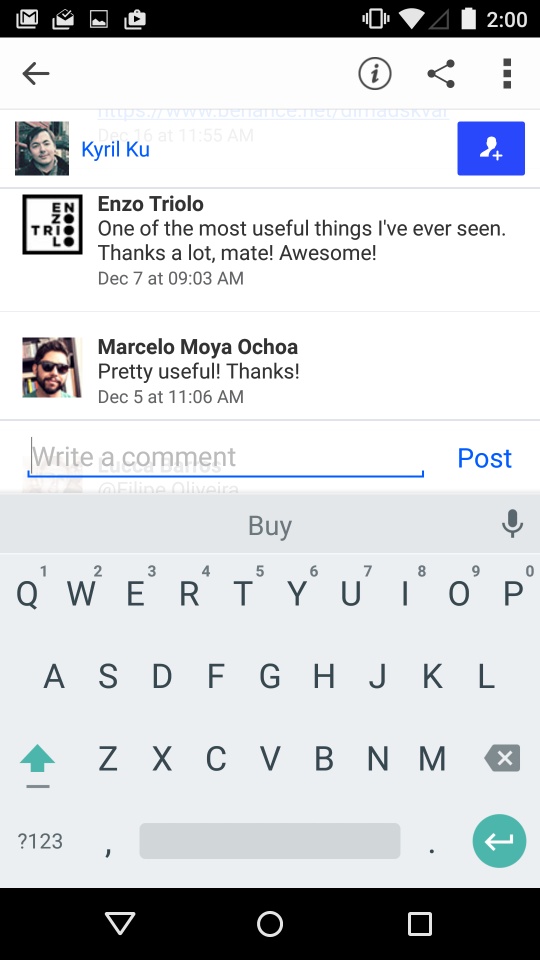 2:00
https://www.behance.net/dimadskvar
Dec 16 at 11:55 AM
Kyril Ku
EN
ZO
TRIO
LO
Enzo Triolo
One of the most useful things I've ever seen.
Thanks a lot, mate! Awesome!
Dec 7 at 09:03 AM
Marcelo Moya Ochoa
Pretty useful! Thanks!
Dec 5 at 11:06 AM
Write a comment
Post
Lucca Barros
@Filipe Oliveira
Buy
1 2 3 4 5 6 7 8 9 0
Q W E R T Y U I O P
A S D F G H J K L
Z X C V B N M
?123 , .